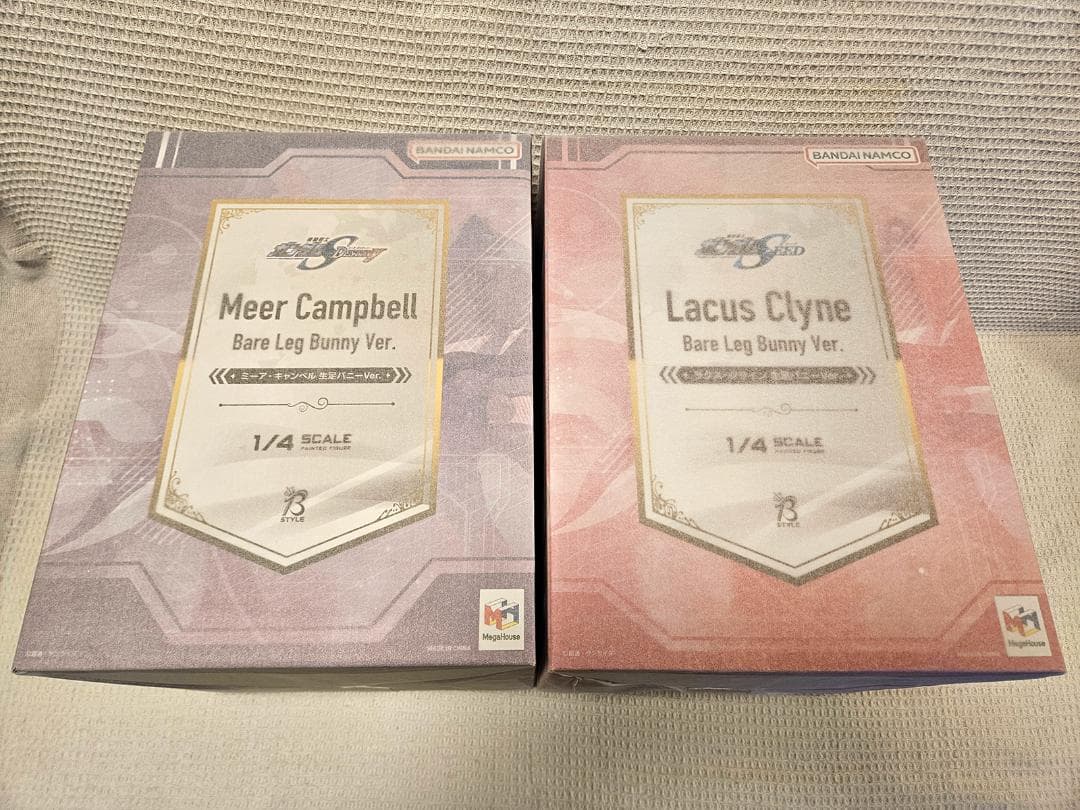 BANDAI NAMCO
Meer Campbell
Bare Leg Bunny Ver.
ミーア・キャンベル 生足バニーVer.
1/4 SCALE
PAINTED FIGURE
B
STYLE
MegaHouse
MADE IN CHINA
BANDAI NAMCO
SEED
Lacus Clyne
Bare Leg Bunny Ver.
1/4 SCALE
PAINTED FIGURE
B
STYLE
MegaHouse